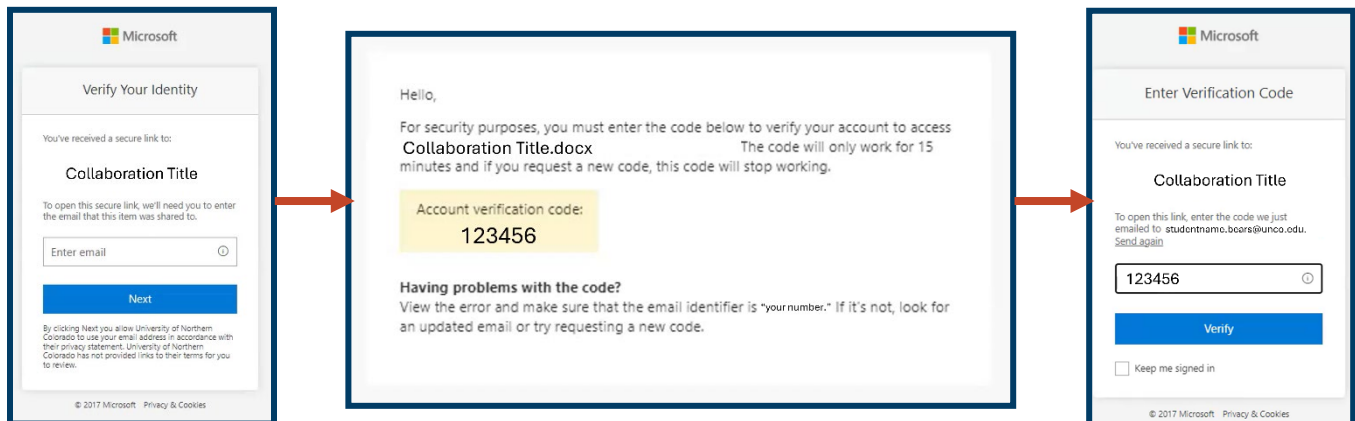 Microsoft
Verify Your Identity
You've received a secure link to:
Collaboration Title
To open this secure link, we'll need you to enter
the email that this item was shared to.
Enter email
Next
By clicking Next you allow University of Northern
Colorado to use your email address in accordance with
their privacy statement. University of Northern
Colorado has not provided links to their terms for you
to review.
© 2017 Microsoft Privacy & Cookies
Hello,
For security purposes, you must enter the code below to verify your account to access
Collaboration Title.docx The code will only work for 15
minutes and if you request a new code, this code will stop working.
Account verification code:
123456
Having problems with the code?
View the error and make sure that the email identifier is "your number." If it's not, look for
an updated email or try requesting a new code.
Microsoft
Enter Verification Code
You've received a secure link to:
Collaboration Title
To open this link, enter the code we just
emailed to studentname.bears@unco.edu.
Send again
123456
Verify
Keep me signed in
© 2017 Microsoft Privacy & Cookies